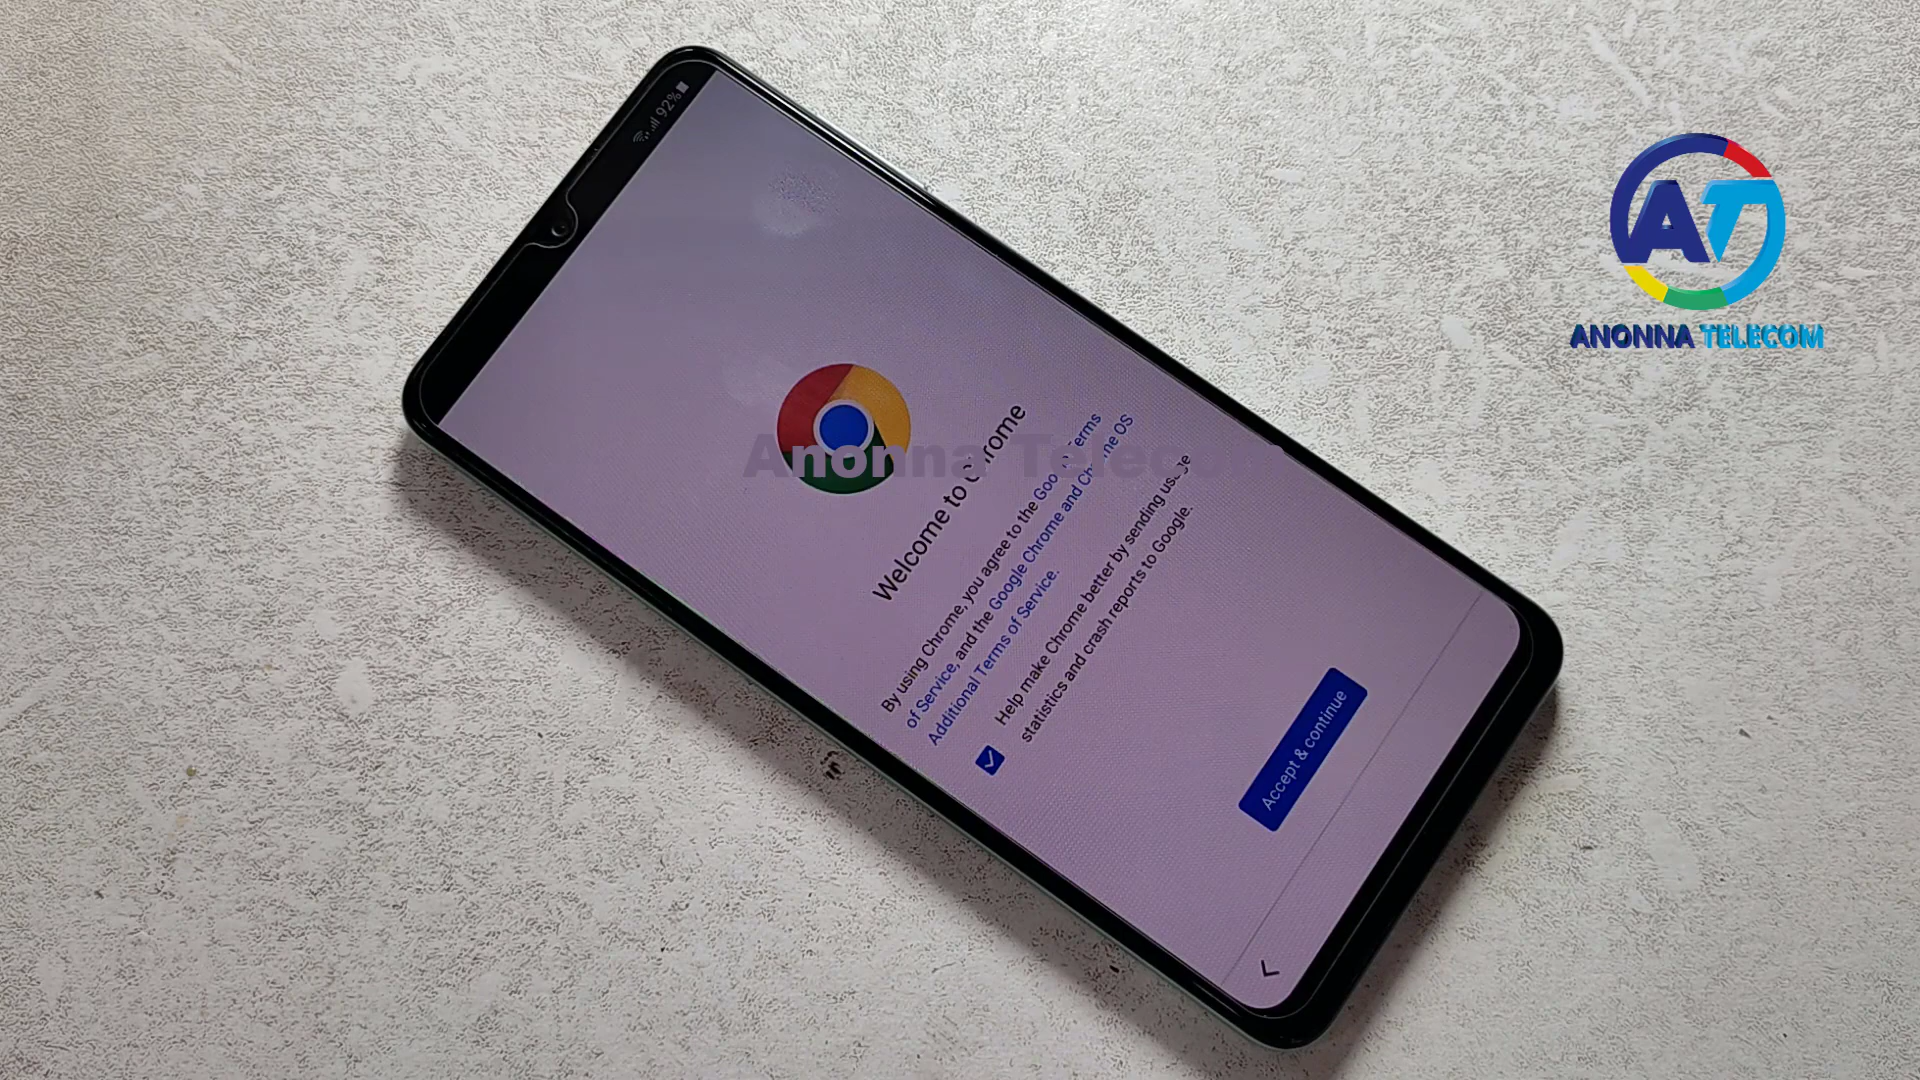 92%
Welcome to Chrome
By using Chrome, you agree to the Google Terms
of Service, and the Google Chrome and Chrome OS
Additional Terms of Service.
Help make Chrome better by sending usage
statistics and crash reports to Google.
Accept & continue
Anonna Telecom
AT
ANONNA TELECOM